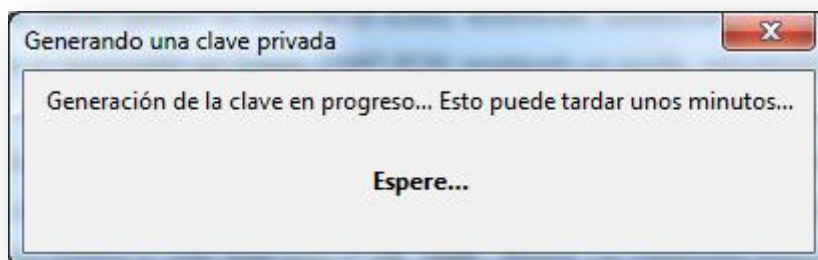 Generando una clave privada
Generación de la clave en progreso... Esto puede tardar unos minutos...
Espere...